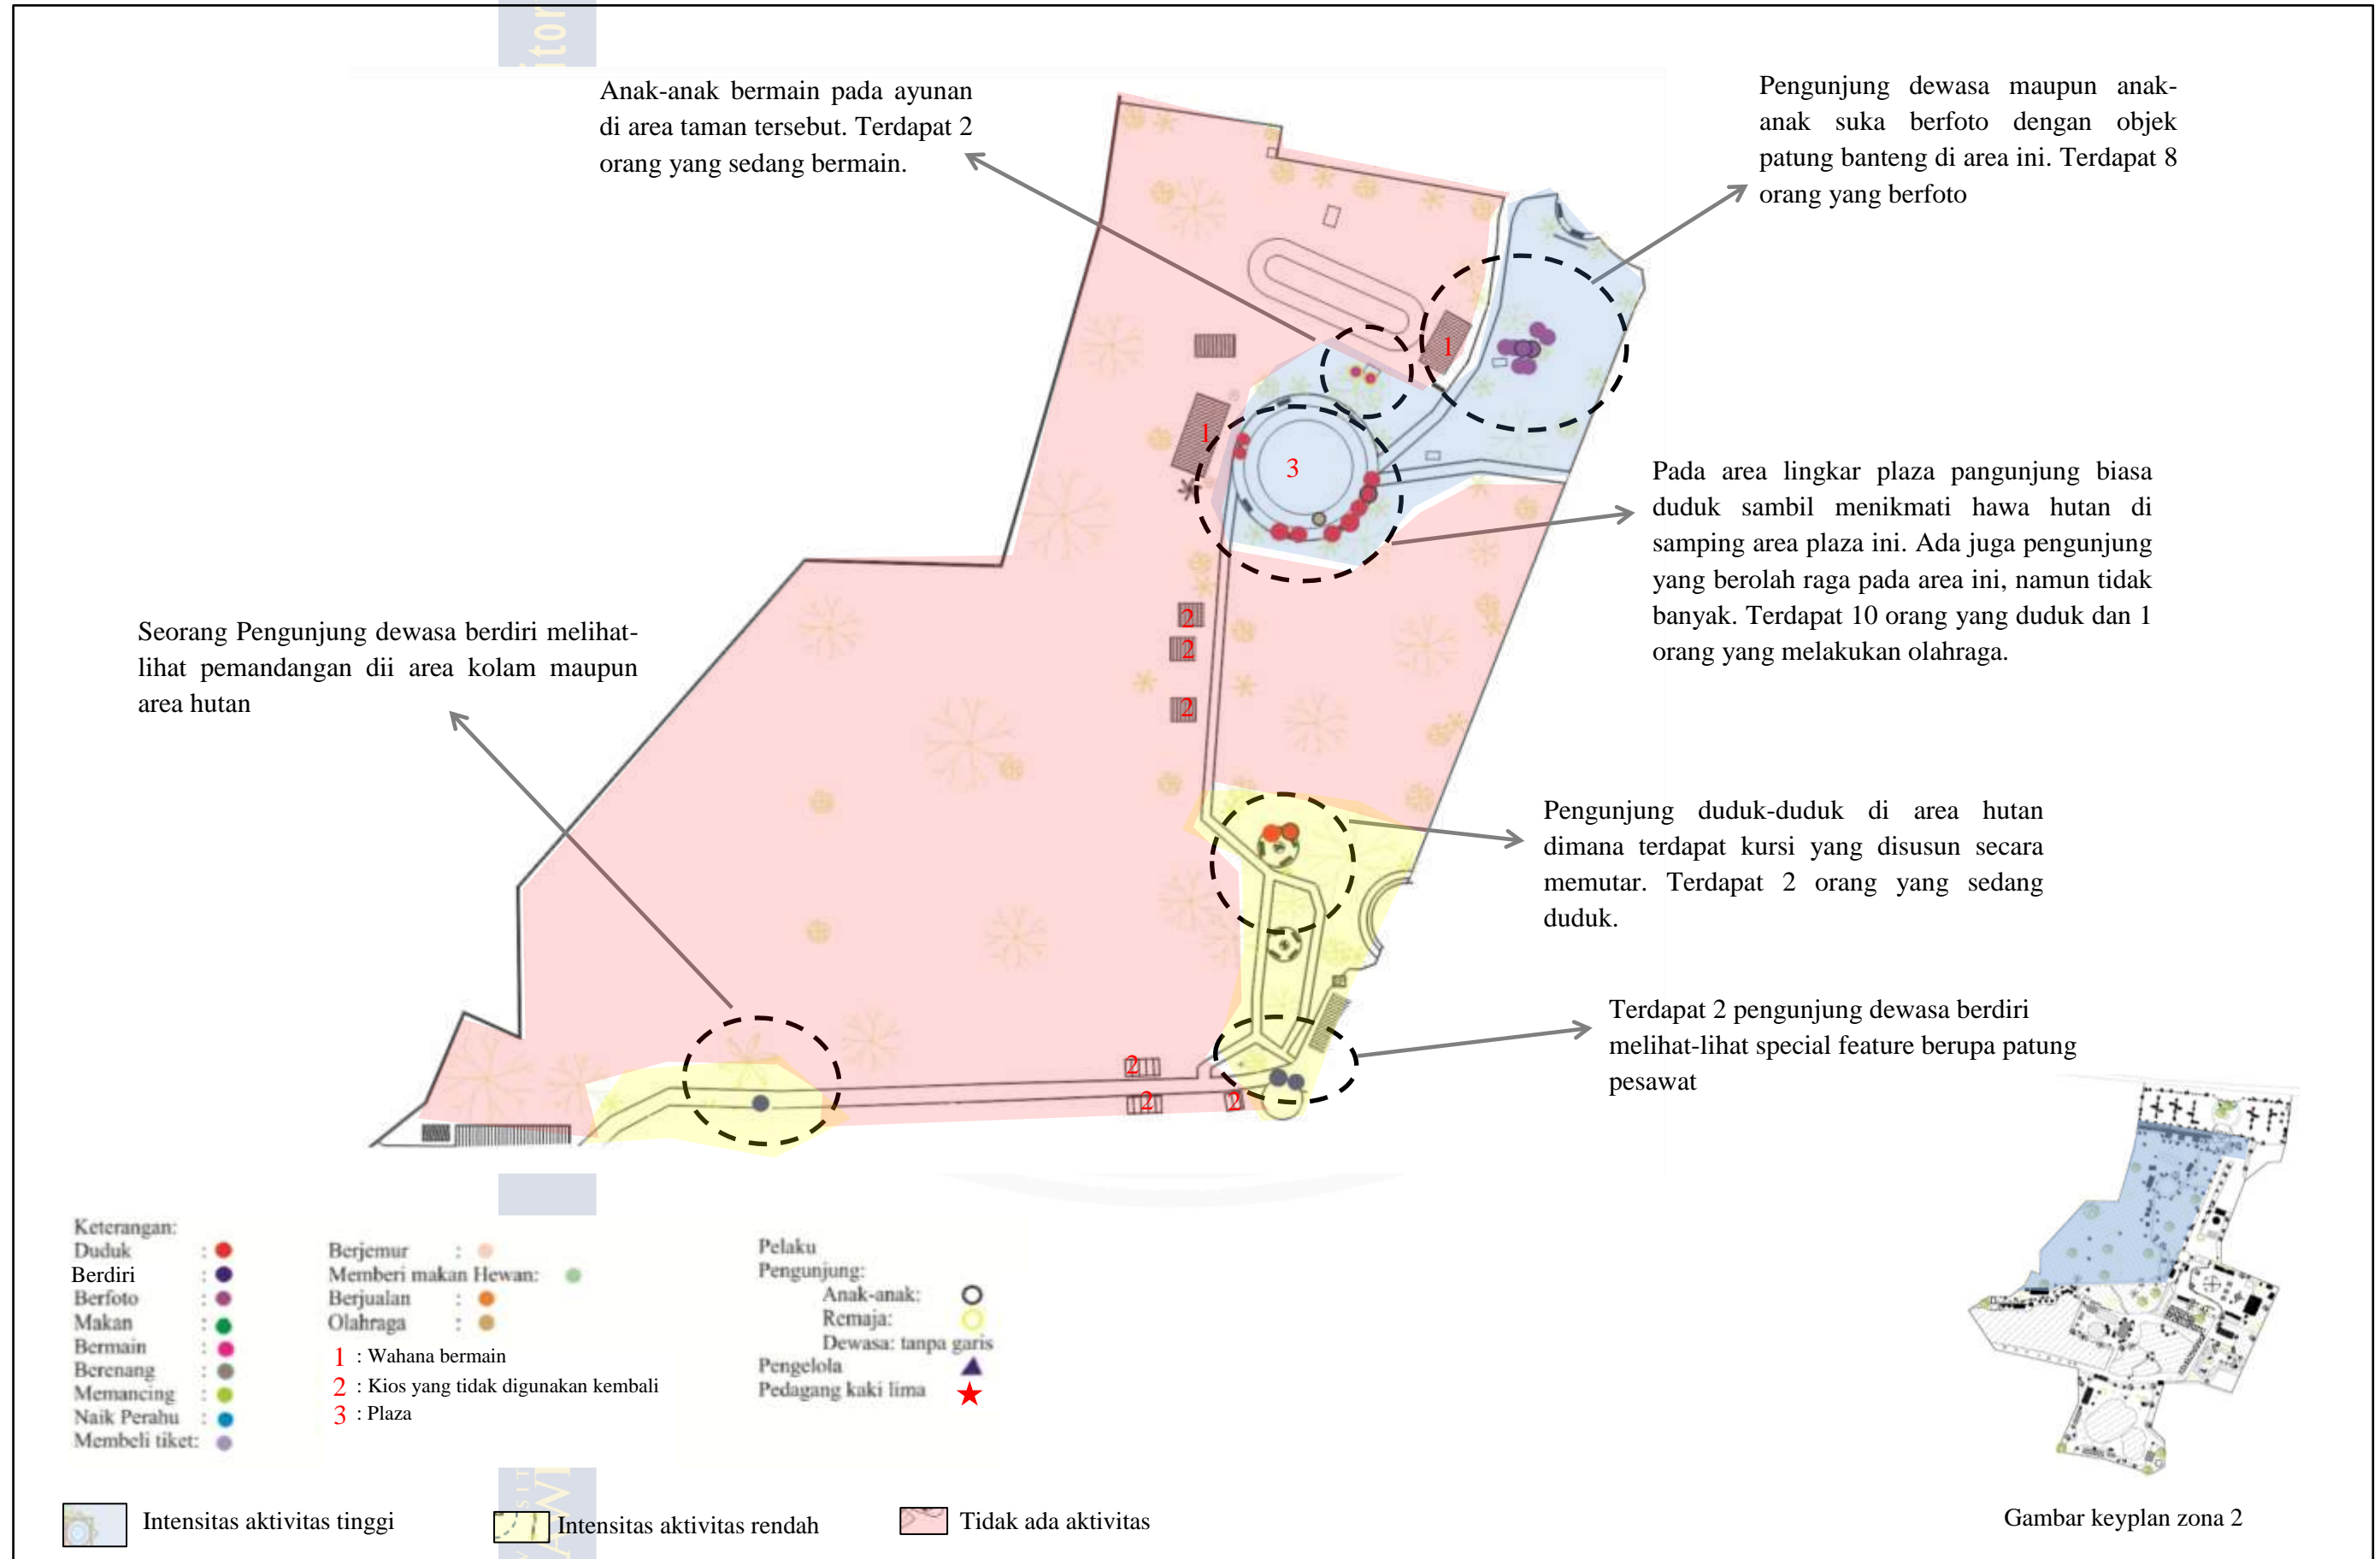 itor
Anak-anak bermain pada ayunan
di area taman tersebut. Terdapat 2
orang yang sedang bermain.
Pengunjung dewasa maupun anak-
anak suka berfoto dengan objek
patung banteng di area ini. Terdapat 8
orang yang berfoto
1
1
3
Pada area lingkar plaza pangunjung biasa
duduk sambil menikmati hawa hutan di
samping area plaza ini. Ada juga pengunjung
yang berolah raga pada area ini, namun tidak
banyak. Terdapat 10 orang yang duduk dan 1
orang yang melakukan olahraga.
2
2
2
Seorang Pengunjung dewasa berdiri melihat-
lihat pemandangan dii area kolam maupun
area hutan
Pengunjung duduk-duduk di area hutan
dimana terdapat kursi yang disusun secara
memutar. Terdapat 2 orang yang sedang
duduk.
Terdapat 2 pengunjung dewasa berdiri
melihat-lihat special feature berupa patung
pesawat
2
2
2
Keterangan:
Duduk :
Berdiri :
Berfoto :
Makan :
Bermain :
Berenang :
Memancing :
Naik Perahu :
Membeli tiket:
Berjemur :
Memberi makan Hewan:
Berjualan :
Olahraga :
1 : Wahana bermain
2 : Kios yang tidak digunakan kembali
3 : Plaza
Pelaku
Pengunjung:
Anak-anak:
Remaja:
Dewasa: tanpa garis
Pengelola
Pedagang kaki lima
Intensitas aktivitas tinggi
Intensitas aktivitas rendah
Tidak ada aktivitas
Gambar keyplan zona 2